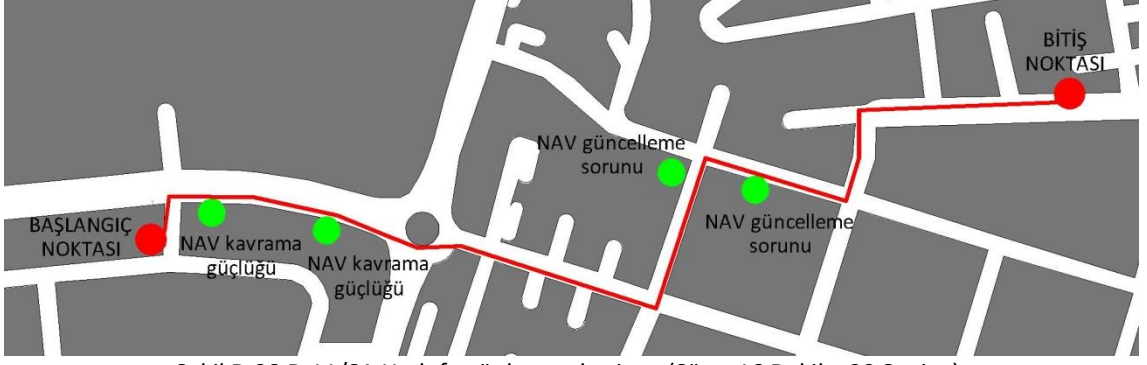 BİTİŞ
NOKTASI
NAV güncelleme
sorunu
BAŞLANGIÇ
NOKTASI
NAV kavrama
güçlüğü
NAV kavrama
güçlüğü
NAV güncelleme
sorunu